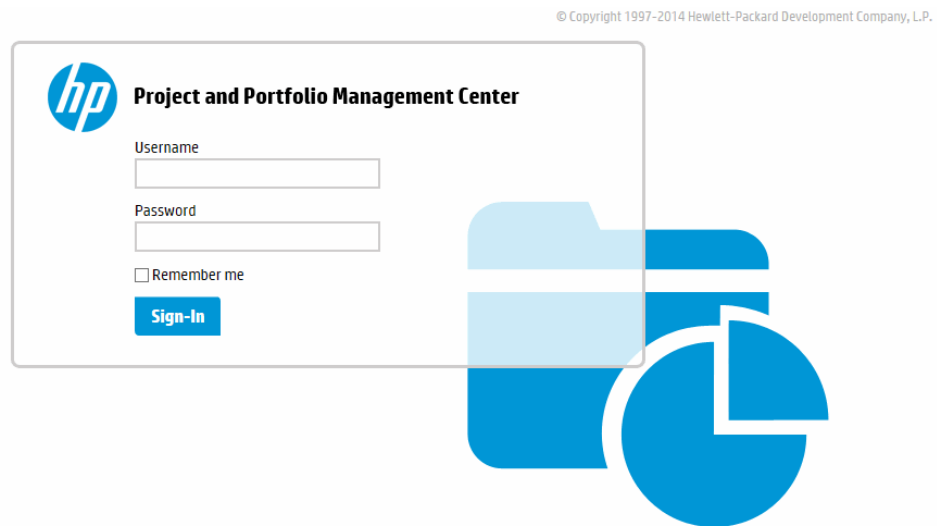 © Copyright 1997-2014 Hewlett-Packard Development Company, L.P.
hp
Project and Portfolio Management Center
Username
Password
Remember me
Sign-In